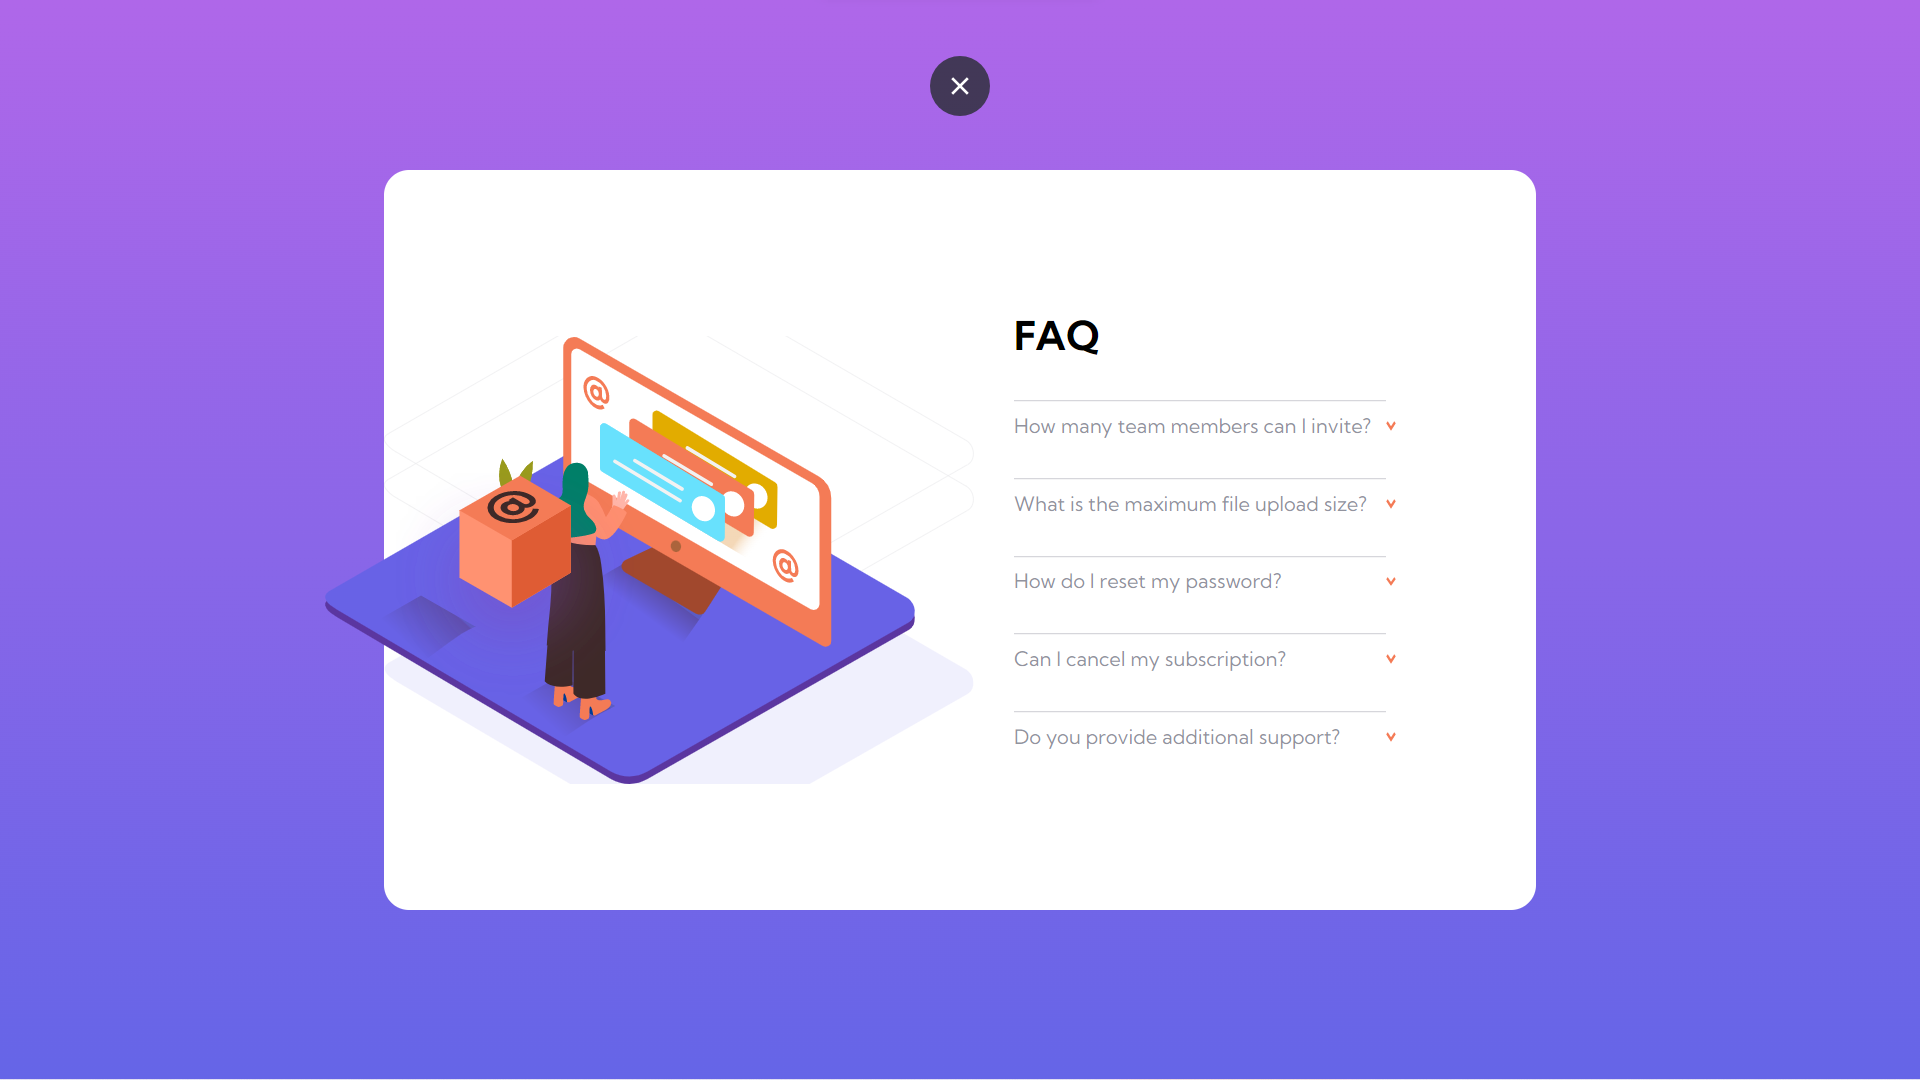 FAQ
@
How many team members can I invite?
What is the maximum file upload size?
@
@
How do I reset my password?
Can I cancel my subscription?
Do you provide additional support?